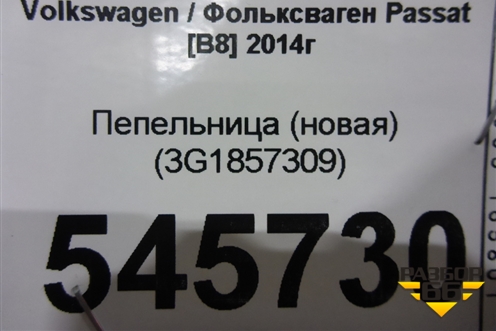 Volkswagen / Фольксваген Passat
[B8] 2014г
Пепельница (новая)
(3G1857309)
545730
РАЗБОР
66